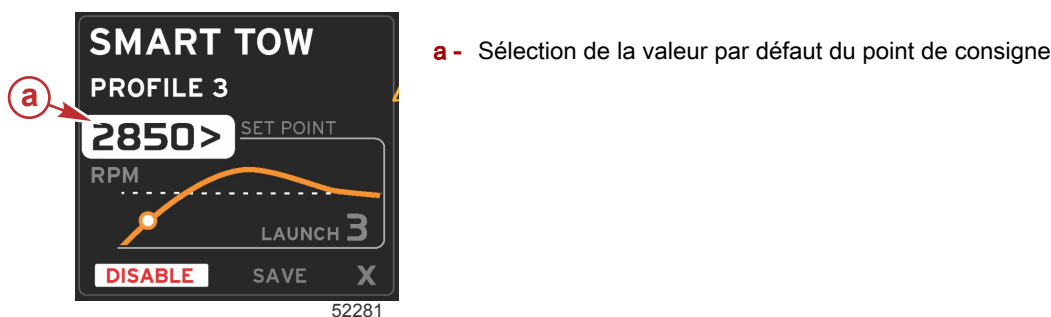 SMART TOW
PROFILE 3
a
2850>
SET POINT
RPM
LAUNCH 3
DISABLE SAVE X
52281
a - Sélection de la valeur par défaut du point de consigne